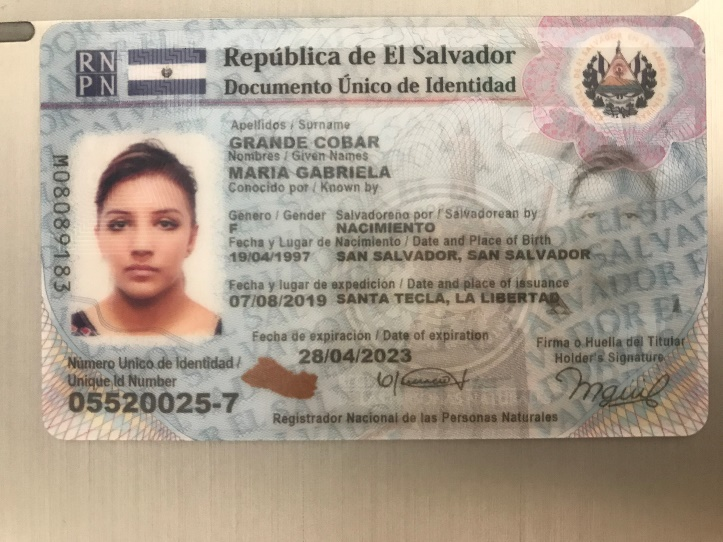 RN
PN
República de El Salvador
Documento Único de Identidad
Apellidos / Surname
GRANDE COBAR
Nombres / Given Names
MARIA GABRIELA
Conocido por / Known by
Género / Gender Salvadoreño por / Salvadorean by
F NACIMIENTO
Fecha y Lugar de Nacimiento / Date and Place of Birth
19/04/1997 SAN SALVADOR, SAN SALVADOR
Fecha y lugar de expedición / Date and place of issuance
07/08/2019 SANTA TECLA, LA LIBERTAD
Fecha de expiración / Date of expiration
28/04/2023
Firma o Huella del Titular
Holder's Signature
Número Unico de Identidad /
Unique Id Number
05520025-7
Registrador Nacional de las Personas Naturales
M08089183